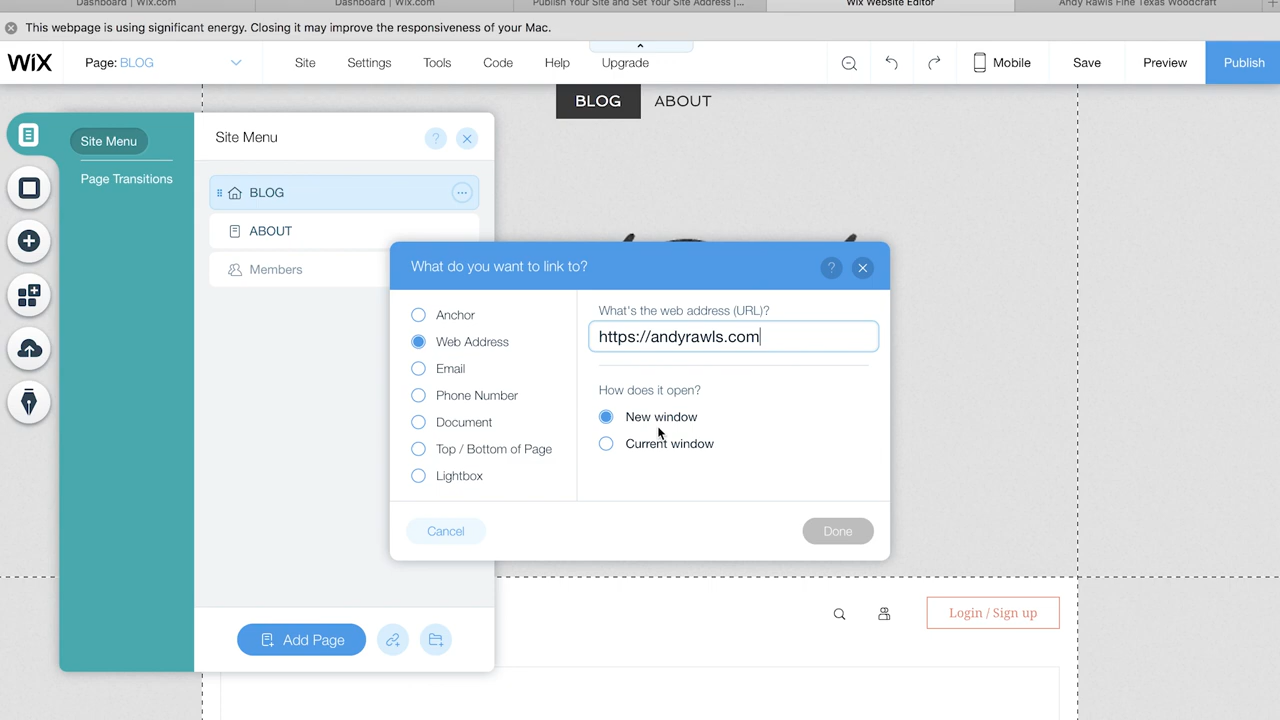 Dashboard | Wix.com
Dashboard | Wix.com
Publish Your Site and Set Your Site Address |...
Wix Website Editor
Andy Rawls Fine Texas Woodcraft
This webpage is using significant energy. Closing it may improve the responsiveness of your Mac.
WiX
Page: BLOG
Site
Settings
Tools
Code
Help
Upgrade
Mobile
Save
Preview
Publish
BLOG
ABOUT
Site Menu
Page Transitions
Site Menu
?
BLOG
ABOUT
Members
What do you want to link to?
?
Anchor
Web Address
Email
Phone Number
Document
Top / Bottom of Page
Lightbox
What's the web address (URL)?
https://andyrawls.com
How does it open?
New window
Current window
Cancel
Done
Add Page
Login / Sign up